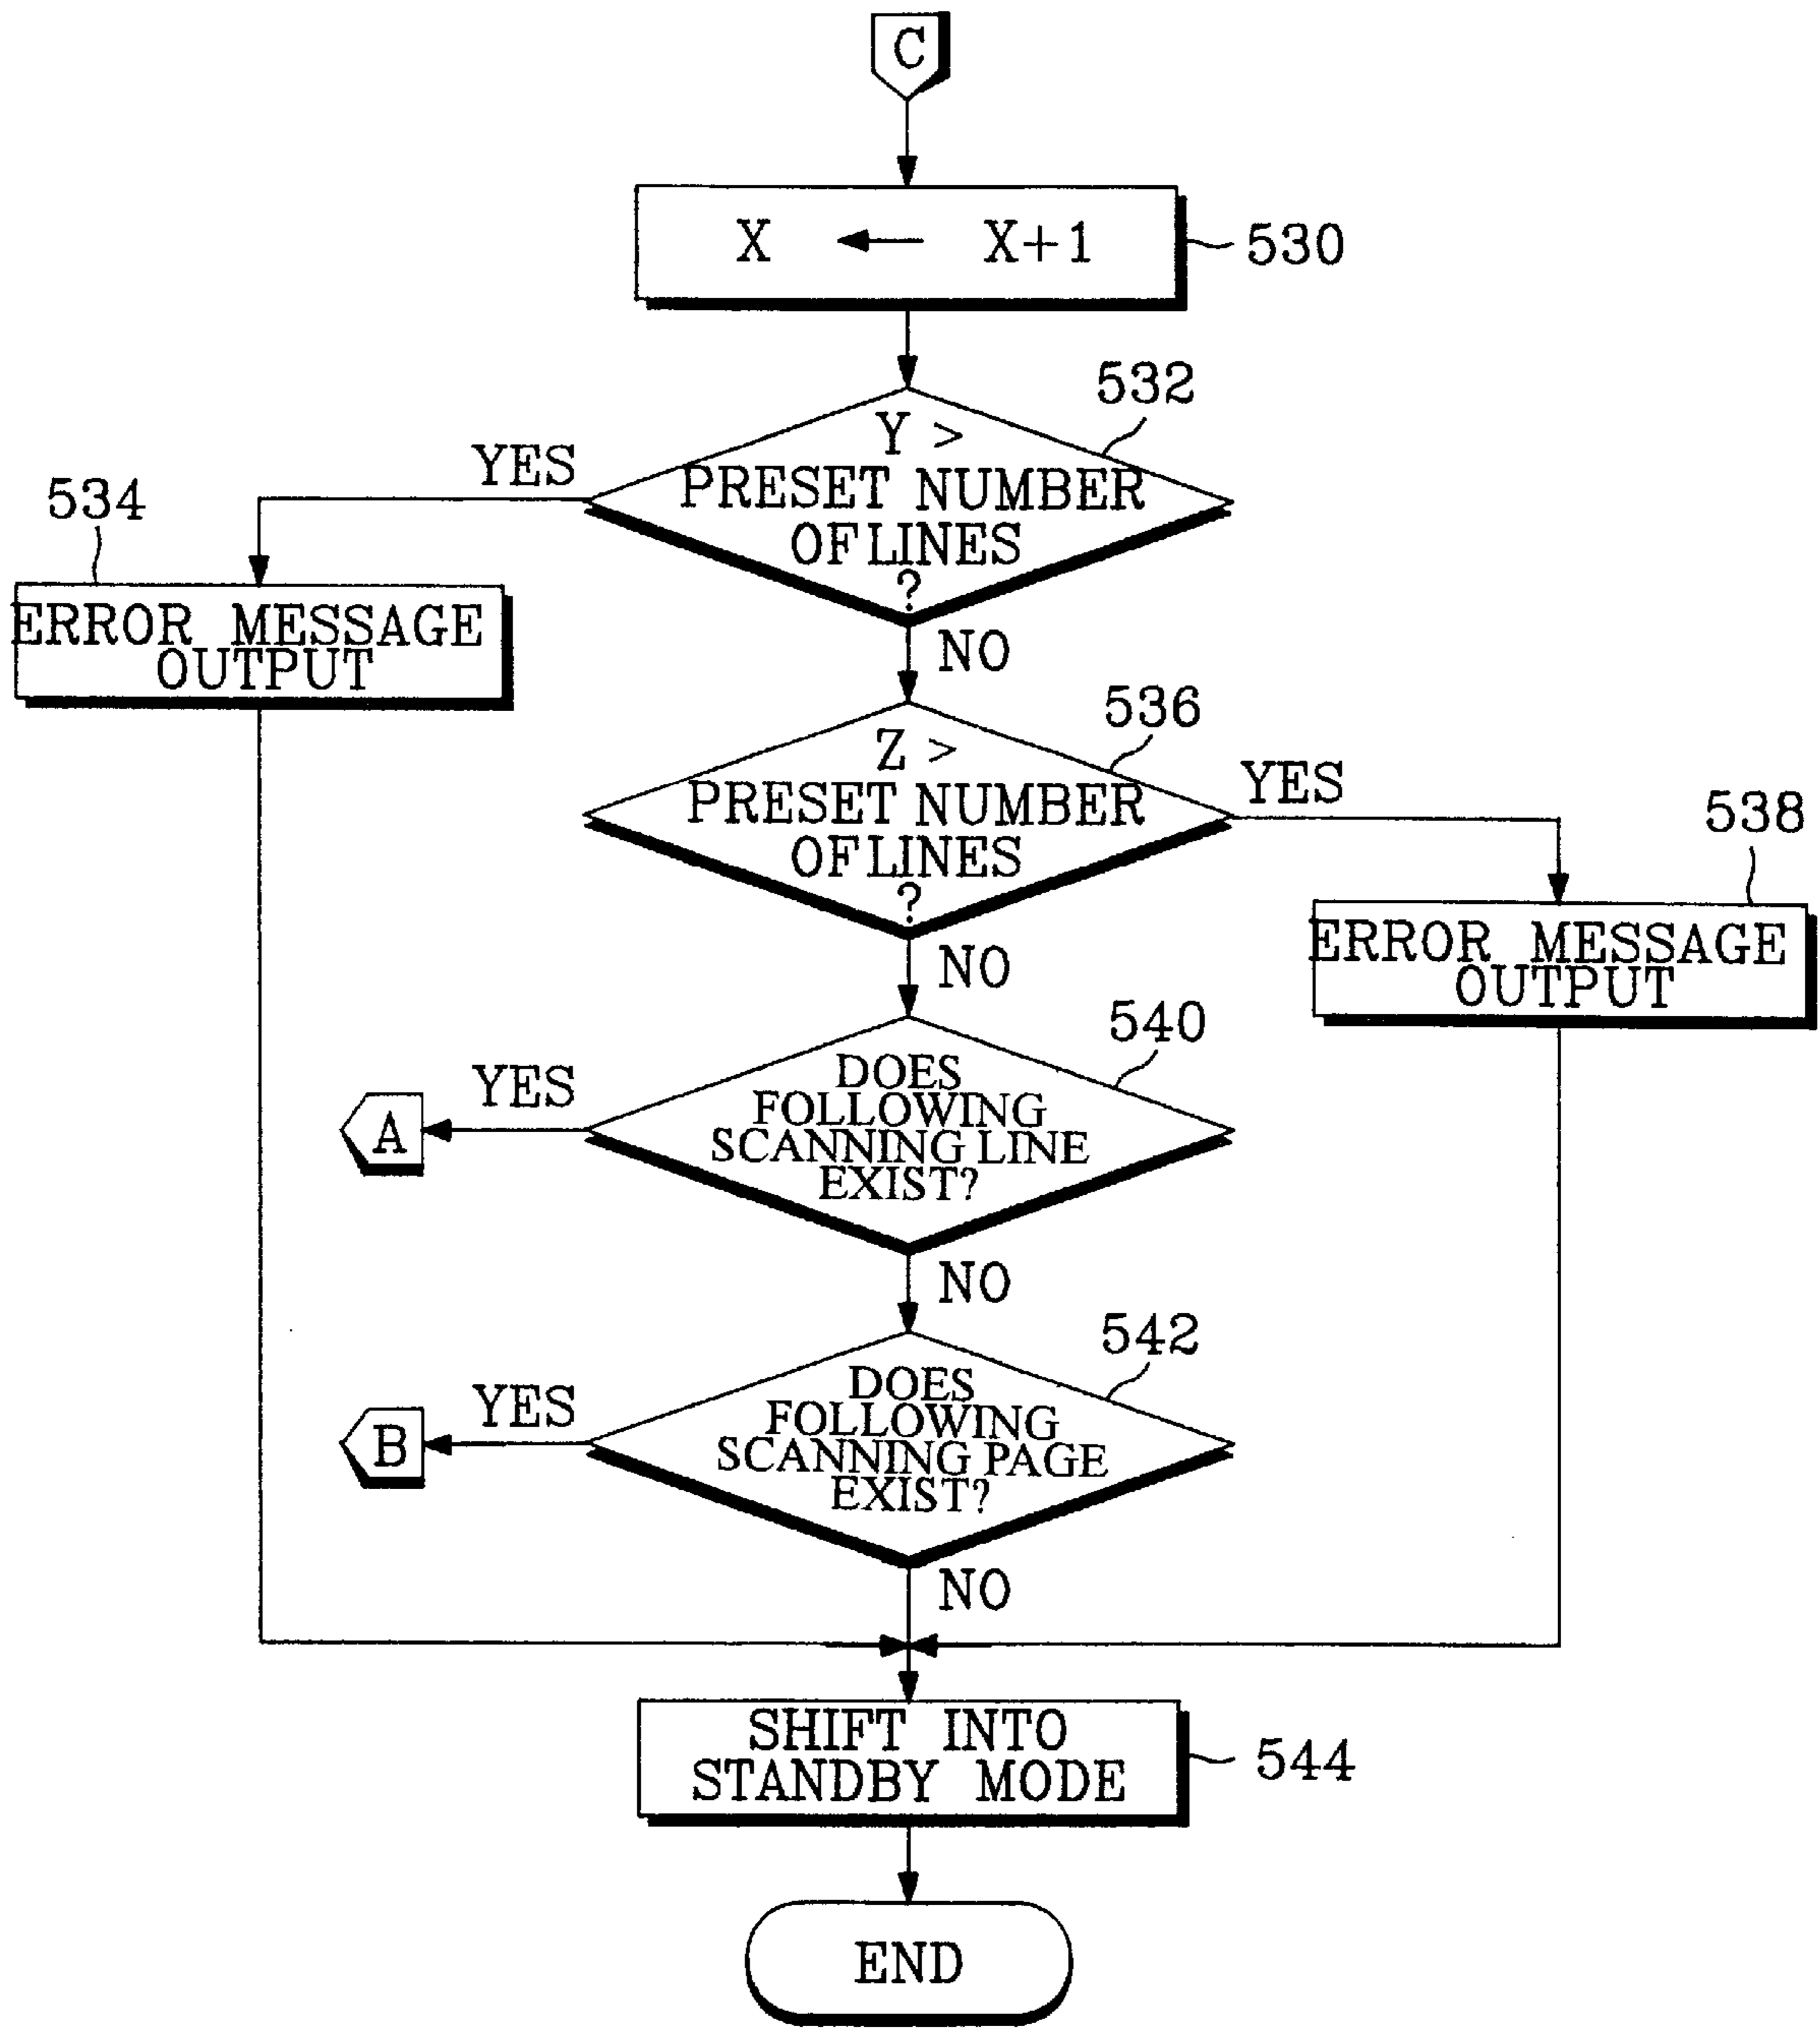 C
X ← X+1
530
532
Y >
PRESET NUMBER
OF LINES
?
YES
534
ERROR MESSAGE
OUTPUT
NO
536
Z >
PRESET NUMBER
OF LINES
?
YES
538
ERROR MESSAGE
OUTPUT
NO
540
DOES
FOLLOWING
SCANNING LINE
EXIST?
YES
A
NO
542
DOES
FOLLOWING
SCANNING PAGE
EXIST?
YES
B
NO
SHIFT INTO
STANDBY MODE
544
END